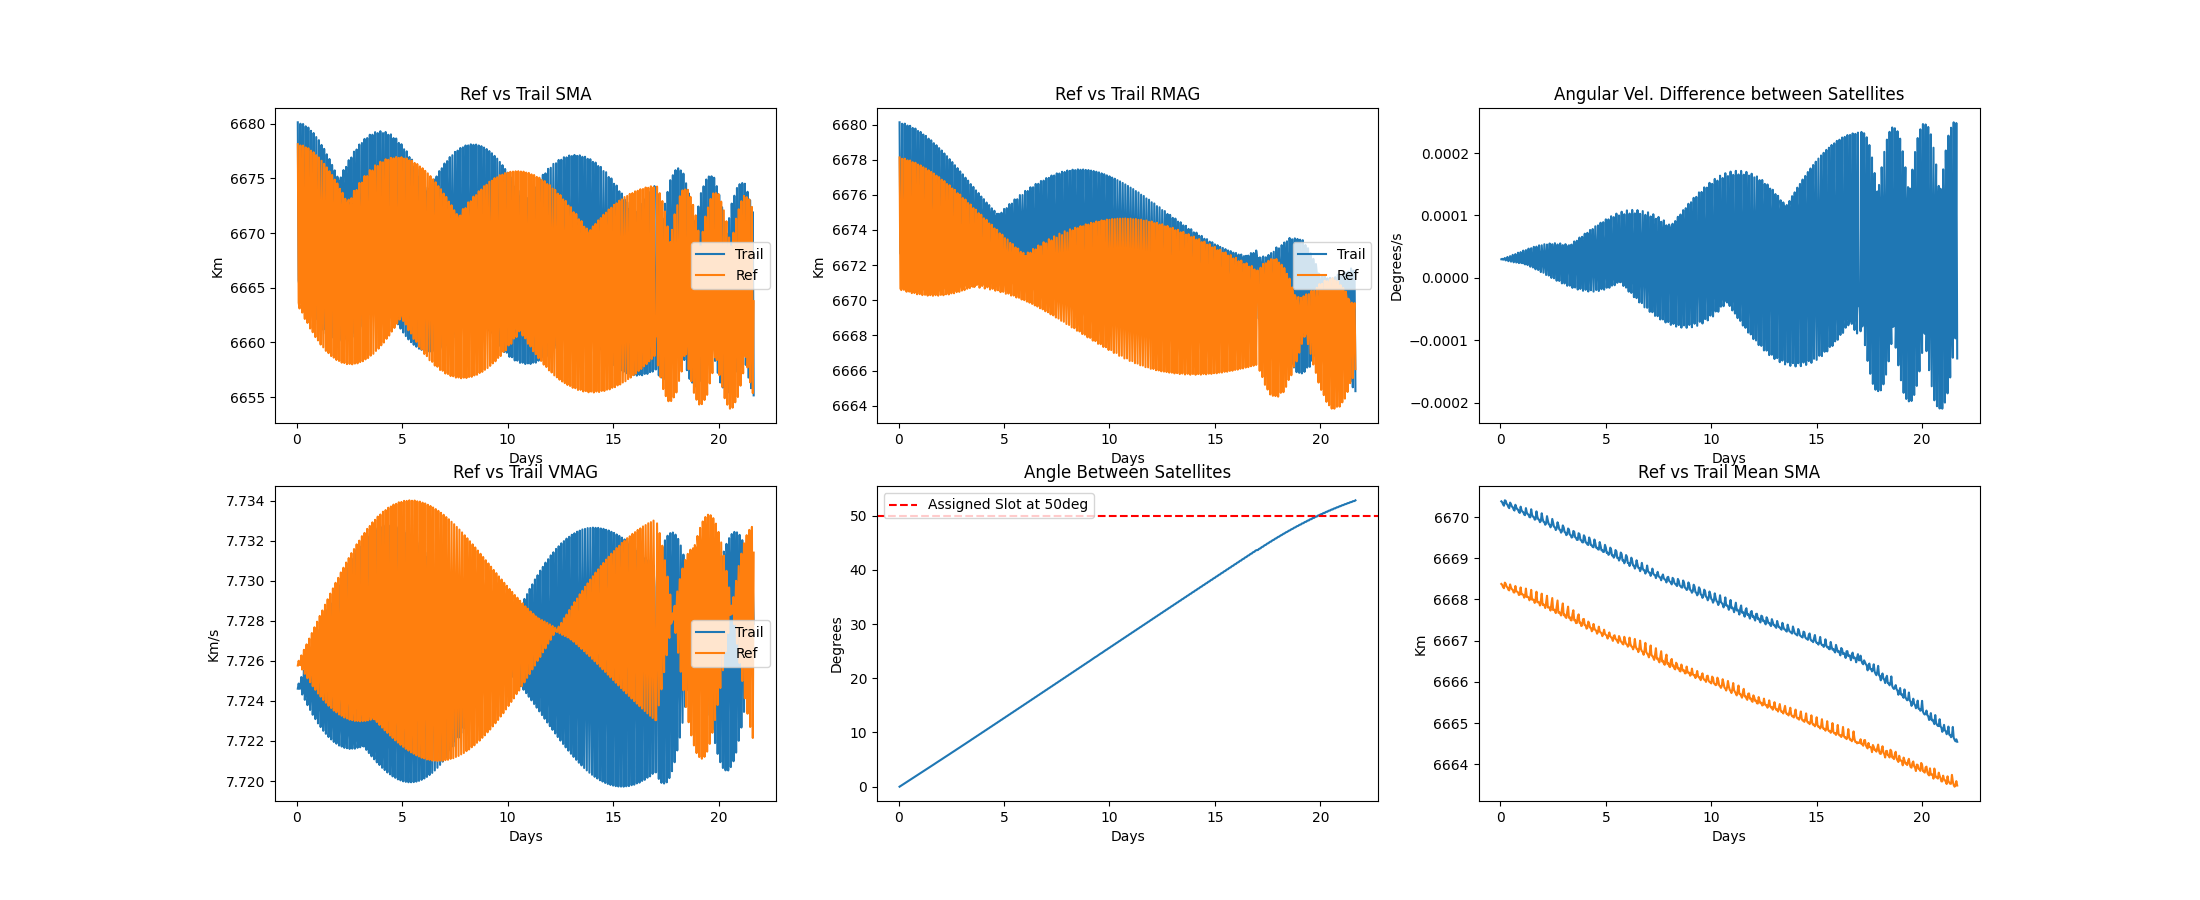 Ref vs Trail SMA
Km
6680
6675
6670
6665
6660
6655
0 5 10 15 20
Days
Trail
Ref
Ref vs Trail RMAG
Km
6680
6678
6676
6674
6672
6670
6668
6666
6664
0 5 10 15 20
Days
Trail
Ref
Angular Vel. Difference between Satellites
Degrees/s
0.0002
0.0001
0.0000
−0.0001
−0.0002
0 5 10 15 20
Days
Ref vs Trail VMAG
Km/s
7.734
7.732
7.730
7.728
7.726
7.724
7.722
7.720
0 5 10 15 20
Days
Trail
Ref
Angle Between Satellites
Degrees
50
40
30
20
10
0
0 5 10 15 20
Days
Assigned Slot at 50deg
Ref vs Trail Mean SMA
Km
6670
6669
6668
6667
6666
6665
6664
0 5 10 15 20
Days